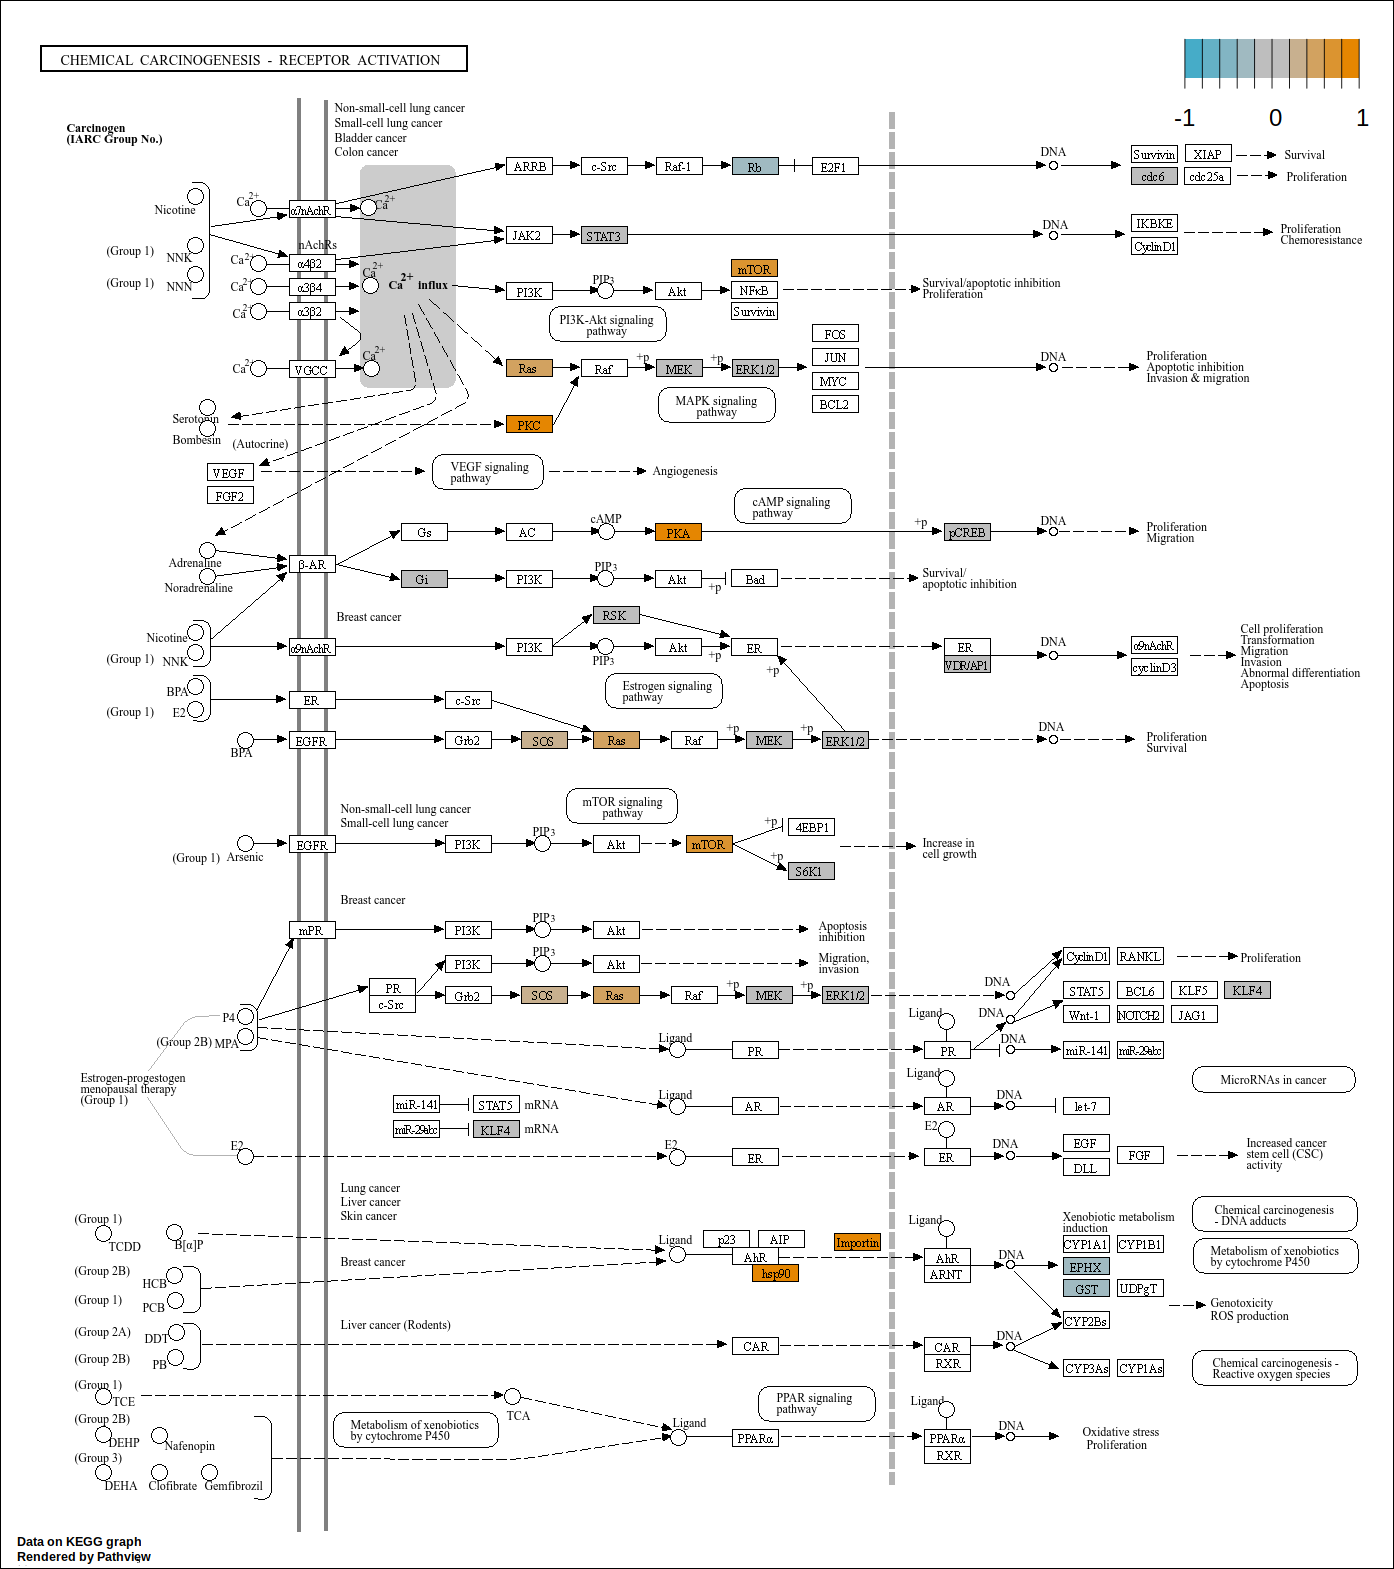 CHEMICAL CARCINOGENESIS - RECEPTOR ACTIVATION
-1 0 1
Carcinogen
(IARC Group No.)
Non-small-cell lung cancer
Small-cell lung cancer
Bladder cancer
Colon cancer
ARRB c-Src Raf-1 Rb E2F1 DNA Survivin XIAP Survival
cdc6 cdc25a Proliferation
Nicotine Ca2+ α7nAchR Ca2+
JAK2 STAT3 DNA IKBKE CyclinD1 Proliferation
Chemoresistance
(Group 1) NNK nAchRs
Ca2+ α4β2 Ca2+
(Group 1) NNN Ca2+ α3β4 Ca2+ influx
Ca2+ α3β2
mTOR
PI3K PIP3 Akt NFκB Survival/apoptotic inhibition
Survivin Proliferation
PI3K-Akt signaling
pathway
FOS
JUN
MYC
BCL2
Ca2+ VGCC Ca2+
Ras Raf +p MEK +p ERK1/2 DNA Proliferation
Apoptotic inhibition
Invasion & migration
MAPK signaling
pathway
Serotonin
Bombesin (Autocrine) PKC
VEGF VEGF signaling
pathway Angiogenesis
FGF2
cAMP signaling
pathway
Gs AC cAMP PKA +p pCREB DNA Proliferation
Migration
Adrenaline β-AR
Noradrenaline
Gi PI3K PIP3 Akt +p Bad Survival/
apoptotic inhibition
Breast cancer
RSK
Nicotine
(Group 1) NNK α9nAchR PI3K PIP3 Akt +p ER +p
ER VDR/AP1 DNA α9nAchR cyclinD3
Cell proliferation
Transformation
Migration
Invasion
Abnormal differentiation
Apoptosis
Estrogen signaling
pathway
BPA
(Group 1) E2 ER c-Src
BPA EGFR Grb2 SOS Ras Raf +p MEK +p ERK1/2 DNA Proliferation
Survival
Non-small-cell lung cancer
Small-cell lung cancer
mTOR signaling
pathway
(Group 1) Arsenic EGFR PI3K PIP3 Akt mTOR +p 4EBP1
+p S6K1
Increase in
cell growth
Breast cancer
mPR PI3K PIP3 Akt Apoptosis
inhibition
PI3K PIP3 Akt Migration,
invasion
PR
c-Src Grb2 SOS Ras Raf +p MEK +p ERK1/2 DNA
CyclinD1 RANKL Proliferation
STAT5 BCL6 KLF5 KLF4
Wnt-1 NOTCH2 JAG1
P4
(Group 2B) MPA
Ligand PR Ligand PR DNA DNA miR-141 miR-29abc
Estrogen-progestogen
menopausal therapy
(Group 1)
MicroRNAs in cancer
miR-141 STAT5 mRNA
miR-29abc KLF4 mRNA
Ligand AR Ligand AR DNA let-7
E2 E2 ER E2 ER DNA EGF
DLL FGF
Increased cancer
stem cell (CSC)
activity
Lung cancer
Liver cancer
Skin cancer
(Group 1) TCDD B[α]P
Ligand p23 AIP AhR hsp90 Importin
Ligand AhR ARNT DNA
Xenobiotic metabolism
induction
CYP1A1 CYP1B1
EPHX
GST UDPgT
CYP2Bs
Chemical carcinogenesis
- DNA adducts
Metabolism of xenobiotics
by cytochrome P450
Genotoxicity
ROS production
Breast cancer
(Group 2B) HCB
(Group 1) PCB
Liver cancer (Rodents)
(Group 2A) DDT
(Group 2B) PB
CAR CAR RXR DNA CYP3As CYP1As
Chemical carcinogenesis -
Reactive oxygen species
(Group 1) TCE TCA
Metabolism of xenobiotics
by cytochrome P450
PPAR signaling
pathway
(Group 2B) DEHP Nafenopin
(Group 3) DEHA Clofibrate Gemfibrozil
Ligand PPARα Ligand PPARα RXR DNA Oxidative stress
Proliferation
Data on KEGG graph
Rendered by Pathview